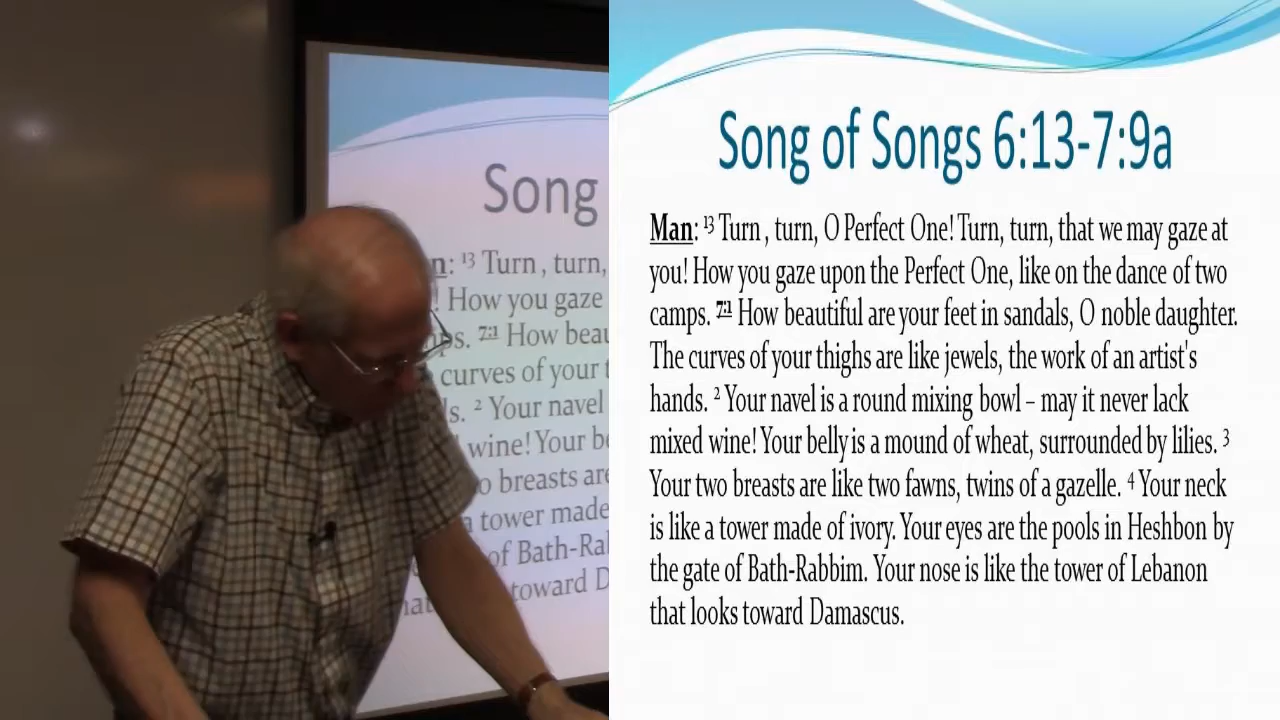 Song
n: ¹³ Turn , turn,
! How you gaze
ps. 7:1 How beau
curves of your t
ls. ² Your navel
wine! Your be
o breasts are
a tower made
of Bath-Ral
toward D
Song of Songs 6:13-7:9a
Man: ¹³ Turn , turn, O Perfect One! Turn, turn, that we may gaze at
you! How you gaze upon the Perfect One, like on the dance of two
camps. 7:1 How beautiful are your feet in sandals, O noble daughter.
The curves of your thighs are like jewels, the work of an artist's
hands. ² Your navel is a round mixing bowl – may it never lack
mixed wine! Your belly is a mound of wheat, surrounded by lilies. ³
Your two breasts are like two fawns, twins of a gazelle. ⁴ Your neck
is like a tower made of ivory. Your eyes are the pools in Heshbon by
the gate of Bath-Rabbim. Your nose is like the tower of Lebanon
that looks toward Damascus.